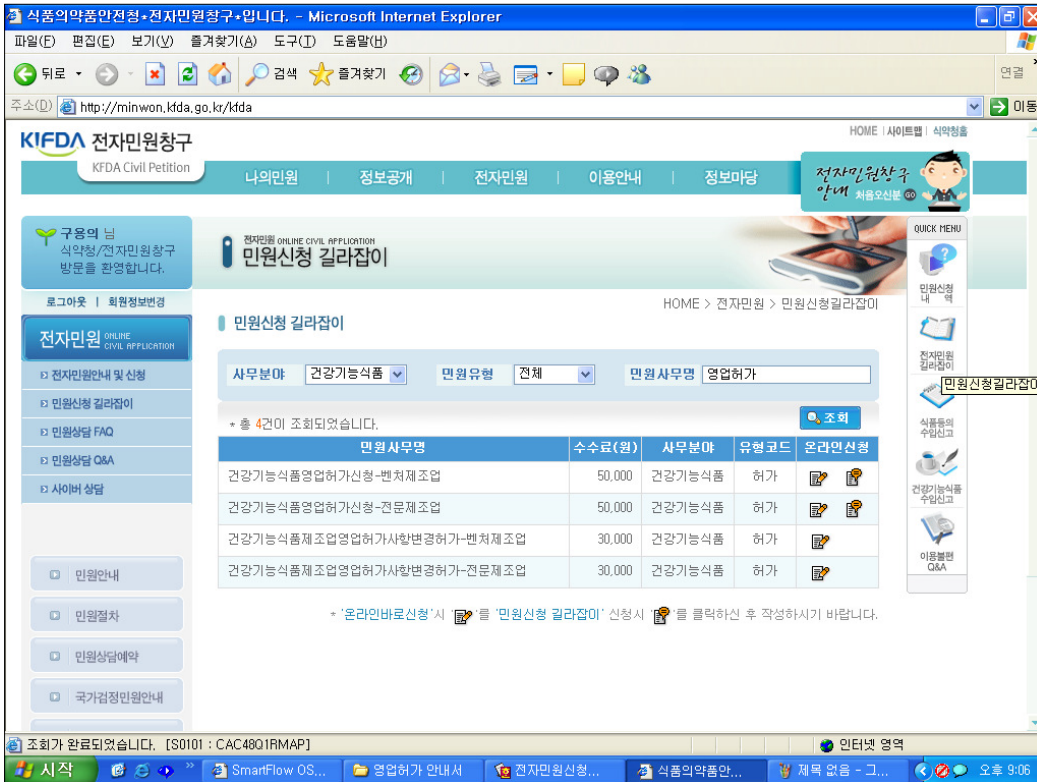 식품의약품안전청*전자민원창구*입니다. - Microsoft Internet Explorer
파일(F) 편집(E) 보기(V) 즐겨찾기(A) 도구(T) 도움말(H)
뒤로 검색 즐겨찾기 연결
주소(D) http://minwon.kfda.go.kr/kfda 이동
KIFDA 전자민원창구
KFDA Civil Petition
HOME | 사이트맵 | 식약청홈
나의민원 | 정보공개 | 전자민원 | 이용안내 | 정보마당
전자민원창구
안내 처음오신분 GO
구용의 님
식약청/전자민원창구
방문을 환영합니다.
로그아웃 | 회원정보변경
전자민원 ONLINE CIVIL APPLICATION
전자민원안내 및 신청
민원신청 길라잡이
민원상담 FAQ
민원상담 Q&A
사이버 상담
민원안내
민원절차
민원상담예약
국가검정민원안내
전자민원 ONLINE CIVIL APPLICATION
민원신청 길라잡이
HOME > 전자민원 > 민원신청길라잡이
민원신청 길라잡이
사무분야 건강기능식품 민원유형 전체 민원사무명 영업허가
* 총 4건이 조회되었습니다. 조회
민원사무명 수수료(원) 사무분야 유형코드 온라인신청
건강기능식품영업허가신청-벤처제조업 50,000 건강기능식품 허가
건강기능식품영업허가신청-전문제조업 50,000 건강기능식품 허가
건강기능식품제조업영업허가사항변경허가-벤처제조업 30,000 건강기능식품 허가
건강기능식품제조업영업허가사항변경허가-전문제조업 30,000 건강기능식품 허가
* '온라인바로신청'시 ' '를 '민원신청 길라잡이' 신청시 ' '를 클릭하신 후 작성하시기 바랍니다.
QUICK MENU
민원신청
내 역
전자민원
길라잡이
민원신청길라잡이
식품등의
수입신고
건강기능식품
수입신고
이용불편
Q&A
조회가 완료되었습니다. [S0101 : CAC48Q1RMAP] 인터넷 영역
시작 SmartFlow OS... 영업허가 안내서 전자민원신청... 식품의약품안... 제목 없음 - 그... 오후 9:06